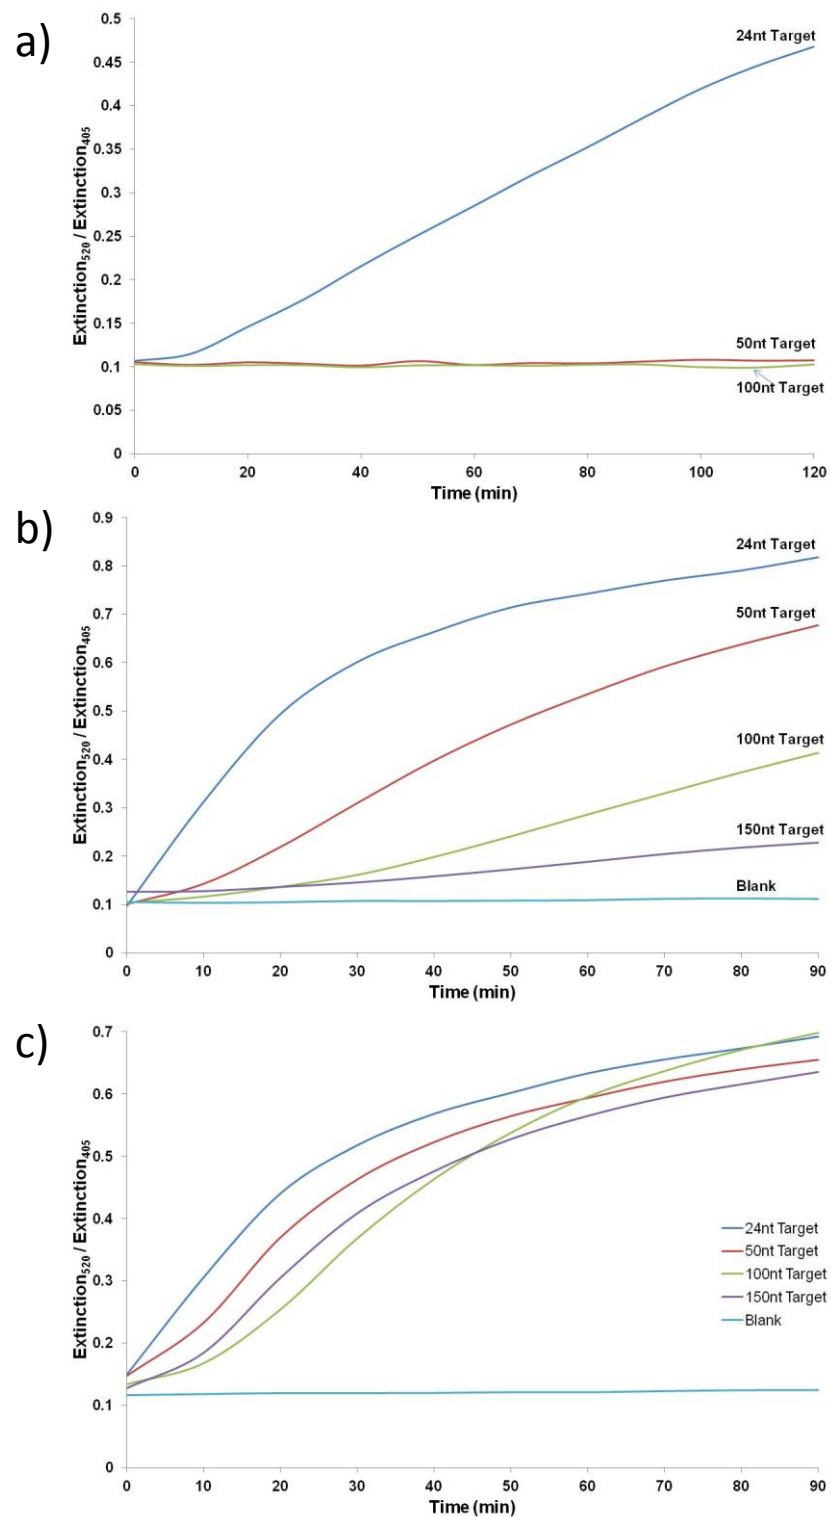 a)
0.5
0.45
0.4
0.35
0.3
0.25
0.2
0.15
0.1
0.05
0
Extinction520 / Extinction405
24nt Target
50nt Target
100nt Target
0 20 40 60 80 100 120
Time (min)
b)
0.9
0.8
0.7
0.6
0.5
0.4
0.3
0.2
0.1
0
Extinction520 / Extinction405
24nt Target
50nt Target
100nt Target
150nt Target
Blank
0 10 20 30 40 50 60 70 80 90
Time (min)
c)
0.7
0.6
0.5
0.4
0.3
0.2
0.1
0
Extinction520 / Extinction405
24nt Target
50nt Target
100nt Target
150nt Target
Blank
0 10 20 30 40 50 60 70 80 90
Time (min)